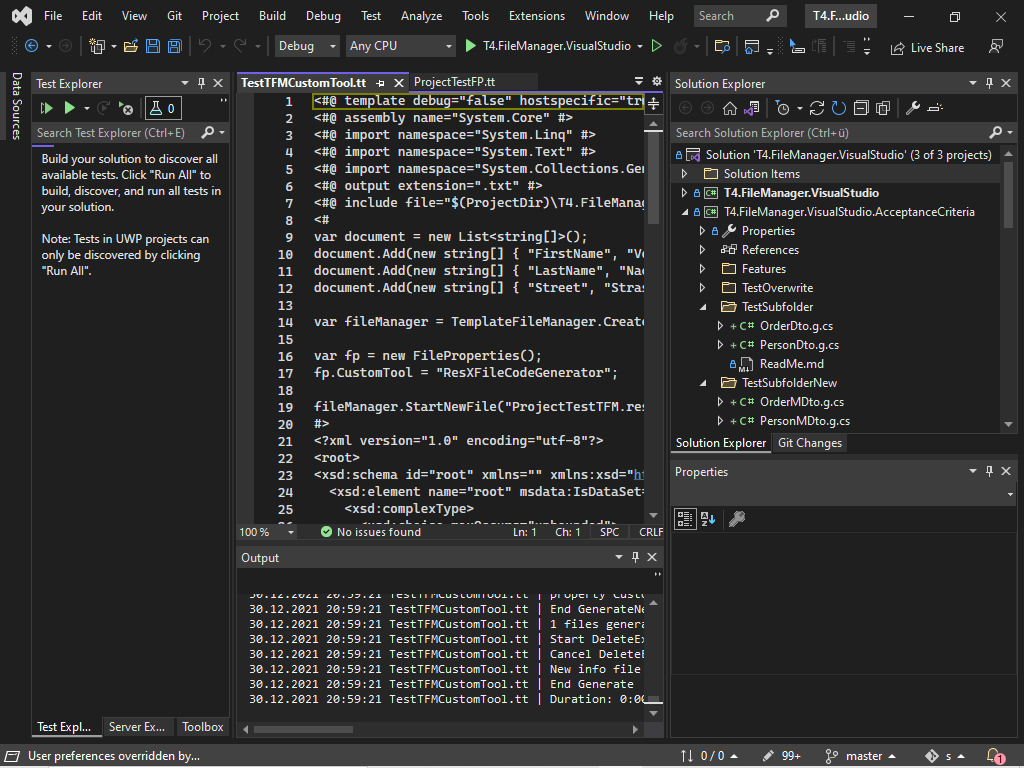 File Edit View Git Project Build Debug Test Analyze Tools Extensions Window Help Search T4.F...udio
Debug Any CPU T4.FileManager.VisualStudio Live Share
Data Sources
Test Explorer
0
Search Test Explorer (Ctrl+E)
Build your solution to discover all
available tests. Click "Run All" to
build, discover, and run all tests in
your solution.
Note: Tests in UWP projects can
only be discovered by clicking
"Run All".
Test Expl... Server Ex... Toolbox
TestTFMCustomTool.tt ProjectTestFP.tt
1 <#@ template debug="false" hostspecific="tr
2 <#@ assembly name="System.Core" #>
3 <#@ import namespace="System.Linq" #>
4 <#@ import namespace="System.Text" #>
5 <#@ import namespace="System.Collections.Ge
6 <#@ output extension=".txt" #>
7 <#@ include file="$(ProjectDir)\T4.FileMana
8 <#
9 var document = new List<string[]>();
10 document.Add(new string[] { "FirstName", "Vo
11 document.Add(new string[] { "LastName", "Na
12 document.Add(new string[] { "Street", "Stras
13
14 var fileManager = TemplateFileManager.Create
15
16 var fp = new FileProperties();
17 fp.CustomTool = "ResXFileCodeGenerator";
18
19 fileManager.StartNewFile("ProjectTestTFM.res
20 #>
21 <?xml version="1.0" encoding="utf-8"?>
22 <root>
23 <xsd:schema id="root" xmlns="" xmlns:xsd="ht
24 <xsd:element name="root" msdata:IsDataSet=
25 <xsd:complexType>
100 % No issues found Ln: 1 Ch: 1 SPC CRLF
Output
30.12.2021 20:59:21 TestTFMCustomTool.tt | property Custo
30.12.2021 20:59:21 TestTFMCustomTool.tt | End GenerateNe
30.12.2021 20:59:21 TestTFMCustomTool.tt | 1 files genera
30.12.2021 20:59:21 TestTFMCustomTool.tt | Start DeleteEx
30.12.2021 20:59:21 TestTFMCustomTool.tt | Cancel DeleteE
30.12.2021 20:59:21 TestTFMCustomTool.tt | New info file
30.12.2021 20:59:21 TestTFMCustomTool.tt | End Generate
30.12.2021 20:59:21 TestTFMCustomTool.tt | Duration: 0:00
Solution Explorer
Search Solution Explorer (Ctrl+ü)
Solution 'T4.FileManager.VisualStudio' (3 of 3 projects)
Solution Items
C# T4.FileManager.VisualStudio
C# T4.FileManager.VisualStudio.AcceptanceCriteria
Properties
References
Features
TestOverwrite
TestSubfolder
+ C# OrderDto.g.cs
+ C# PersonDto.g.cs
ReadMe.md
TestSubfolderNew
+ C# OrderMDto.g.cs
+ C# PersonMDto.g.cs
Solution Explorer Git Changes
Properties
User preferences overridden by... 0 / 0 99+ master s 1